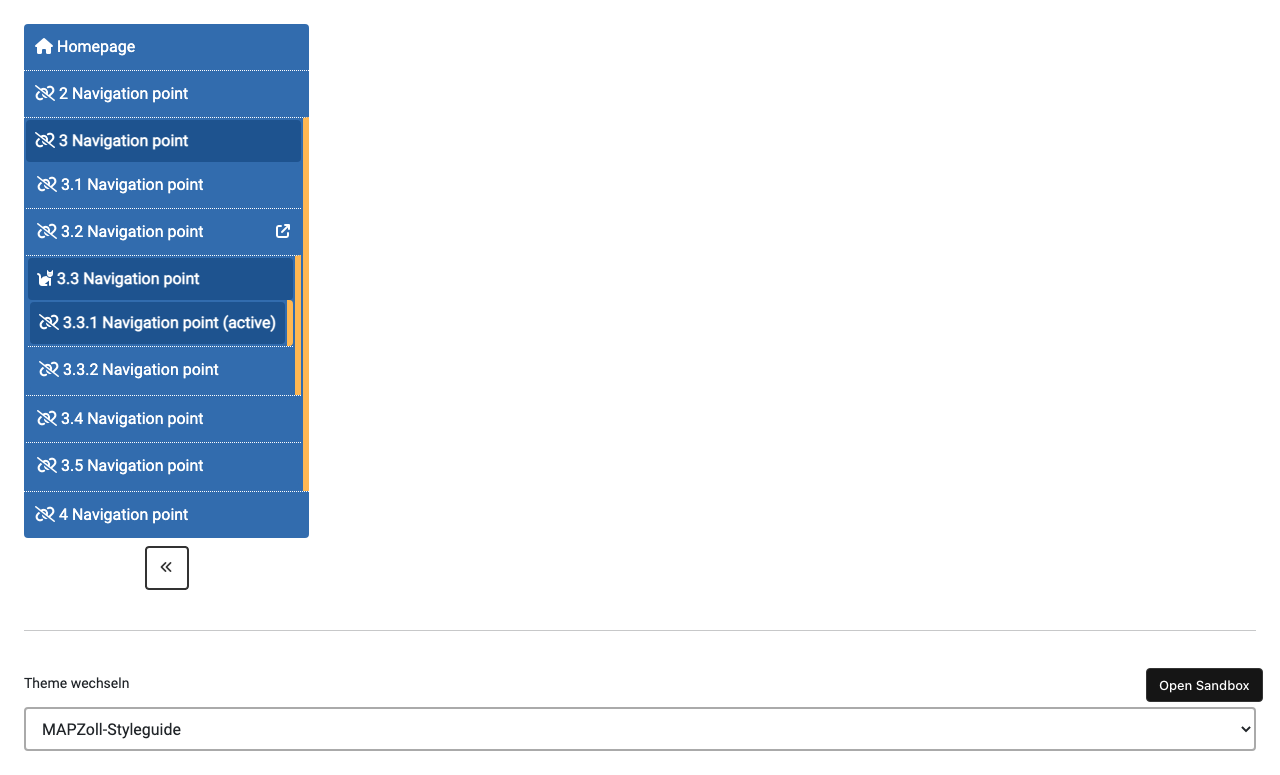 Homepage
2 Navigation point
3 Navigation point
3.1 Navigation point
3.2 Navigation point
3.3 Navigation point
3.3.1 Navigation point (active)
3.3.2 Navigation point
3.4 Navigation point
3.5 Navigation point
4 Navigation point
Theme wechseln
Open Sandbox
MAPZoll-Styleguide